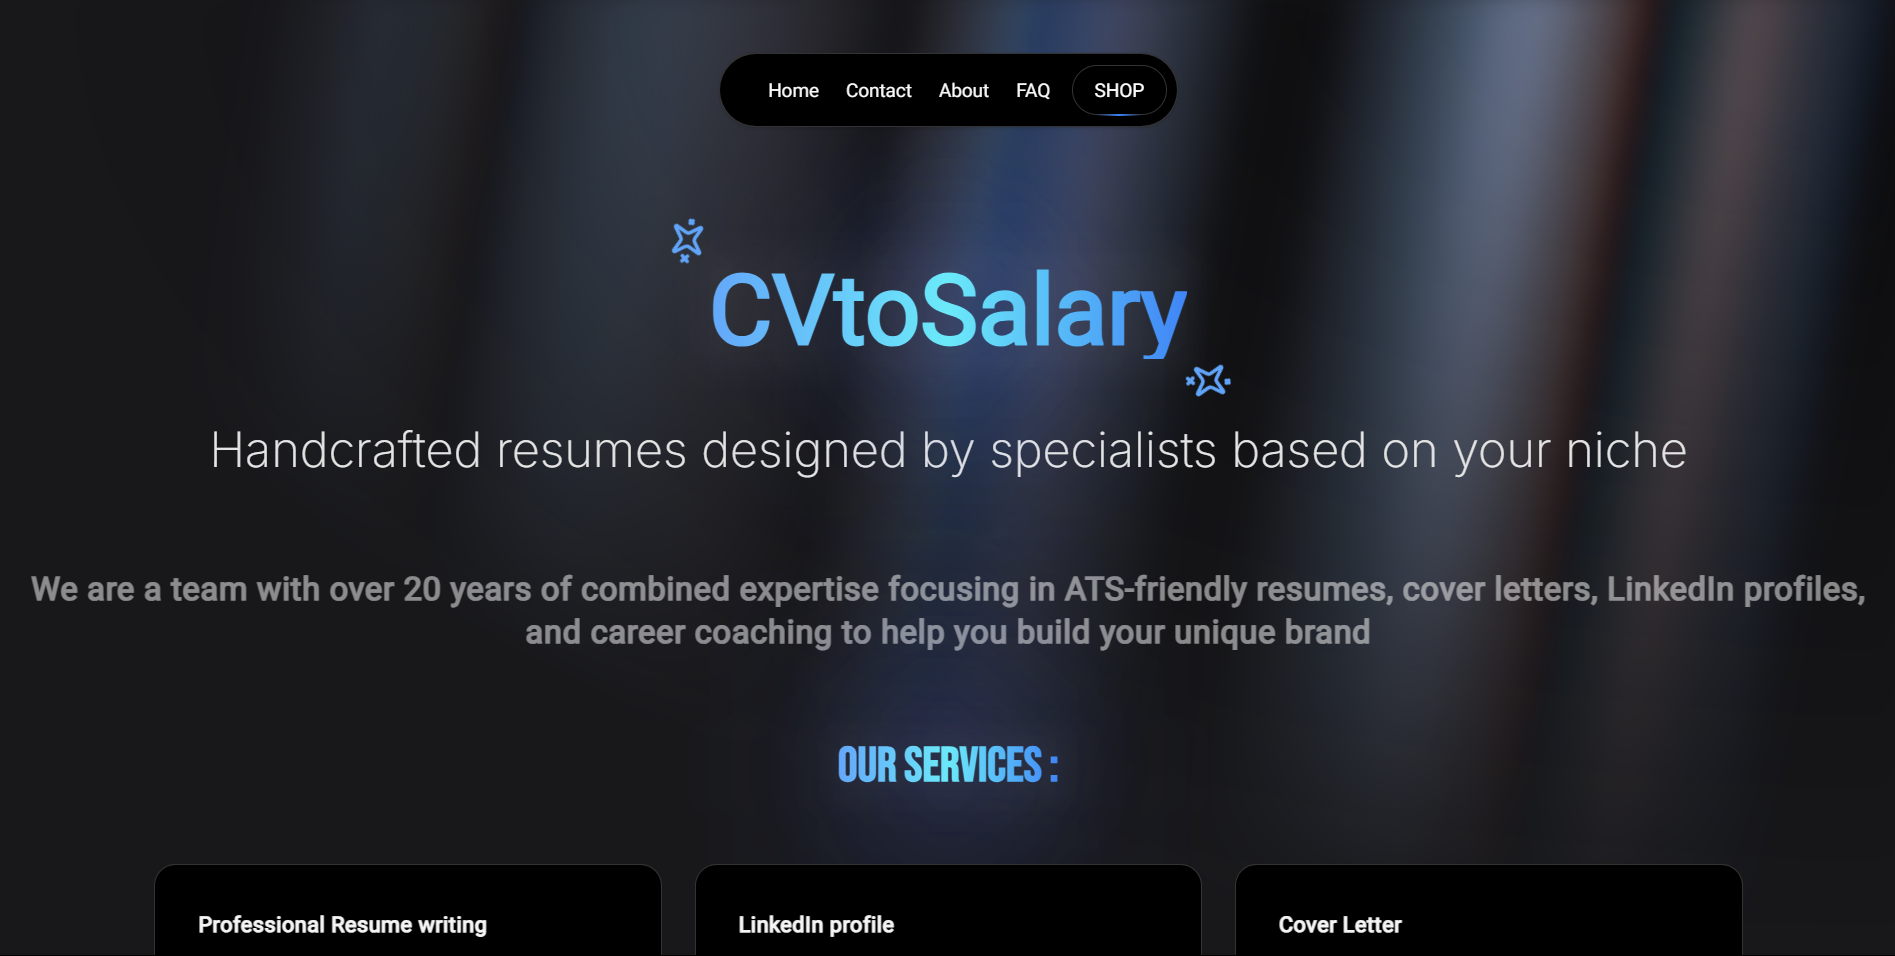 Home Contact About FAQ SHOP
CVtoSalary
Handcrafted resumes designed by specialists based on your niche
We are a team with over 20 years of combined expertise focusing in ATS-friendly resumes, cover letters, LinkedIn profiles,
and career coaching to help you build your unique brand
OUR SERVICES :
Professional Resume writing
LinkedIn profile
Cover Letter